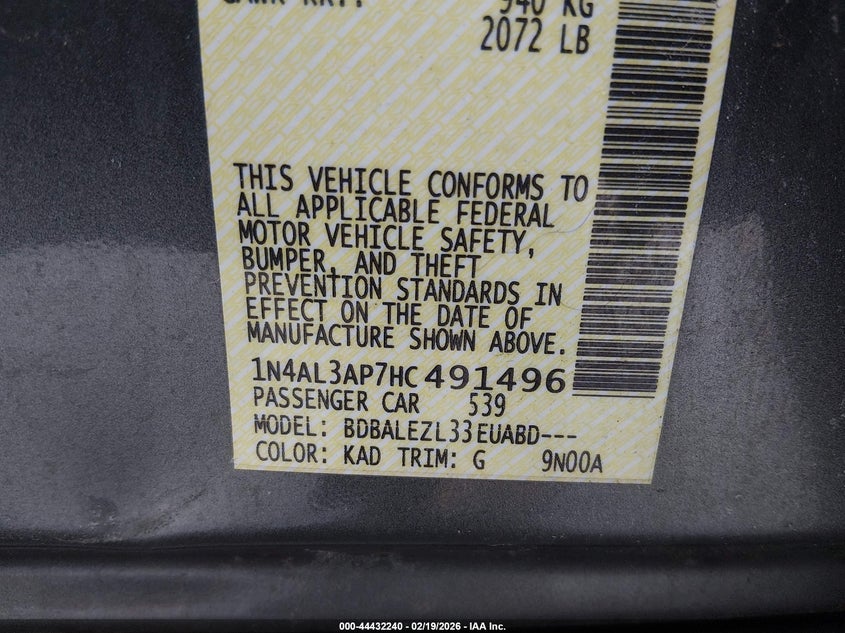 940 KG
2072 LB
THIS VEHICLE CONFORMS TO
ALL APPLICABLE FEDERAL
MOTOR VEHICLE SAFETY,
BUMPER, AND THEFT
PREVENTION STANDARDS IN
EFFECT ON THE DATE OF
MANUFACTURE SHOWN ABOVE.
1N4AL3AP7HC491496
PASSENGER CAR 539
MODEL: BDBALEZL33EUABD---
COLOR: KAD TRIM: G 9N00A
000-44432240 - 02/19/2026 - IAA Inc.